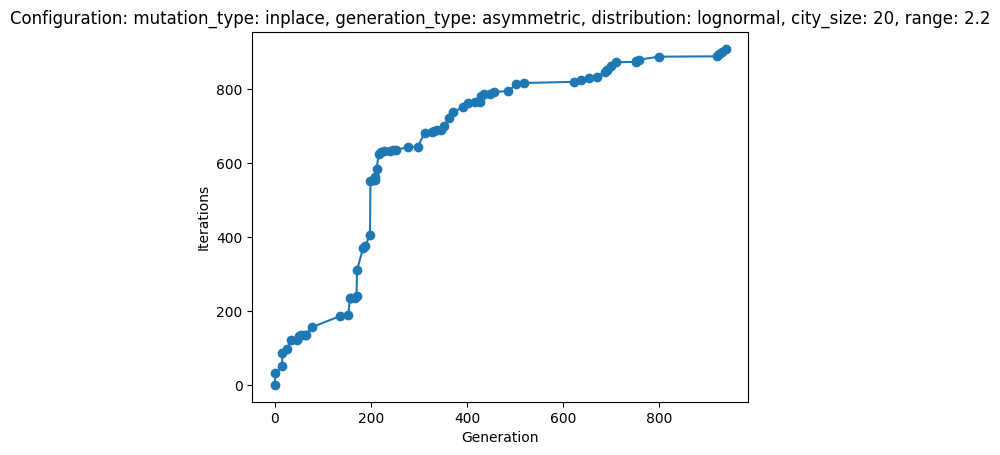 Configuration: mutation_type: inplace, generation_type: asymmetric, distribution: lognormal, city_size: 20, range: 2.2
800
600
400
200
0
Iterations
0 200 400 600 800
Generation